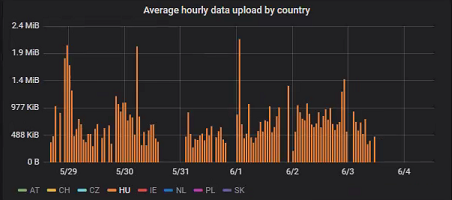 Average hourly data upload by country
2.4 MiB
1.9 MiB
1.4 MiB
977 KiB
488 KiB
0 B
5/29 5/30 5/31 6/1 6/2 6/3 6/4
AT CH CZ HU IE NL PL SK